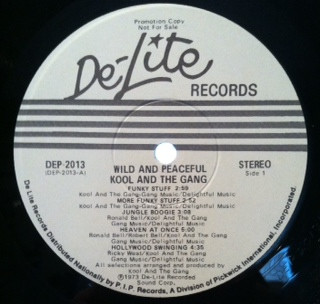 Promotion Copy
Not For Sale
De-Lite
RECORDS
DEP-2013
(DEP-2013-A)
STEREO
Side 1
WILD AND PEACEFUL
KOOL AND THE GANG
FUNKY STUFF 2:59
Kool And The Gang-Gang Music/Delightful Music
MORE FUNKY STUFF 2:52
Kool And The Gang-Gang Music/Delightful Music
JUNGLE BOOGIE 3:08
Ronald Bell/Kool And The Gang
Gang Music/Delightful Music
HEAVEN AT ONCE 5:00
Ronald Bell/Robert Bell/Kool And The Gang
Gang Music/Delightful Music
HOLLYWOOD SWINGING 4:35
Ricky West/Kool And The Gang
Gang Music/Delightful Music
All selections arranged and produced by
Kool And The Gang
©1973 De-Lite Recorded
Sound Corp.
De Lite Records Distributed Nationally by P.I.P. Records, A Division of Pickwick International, Incorporated.